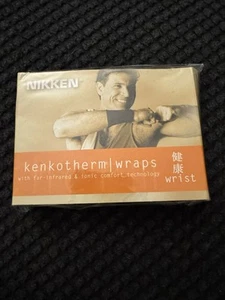 NIKKEN
kenkotherm|wraps
with far-infrared & ionic comfort technology
健康
wrist